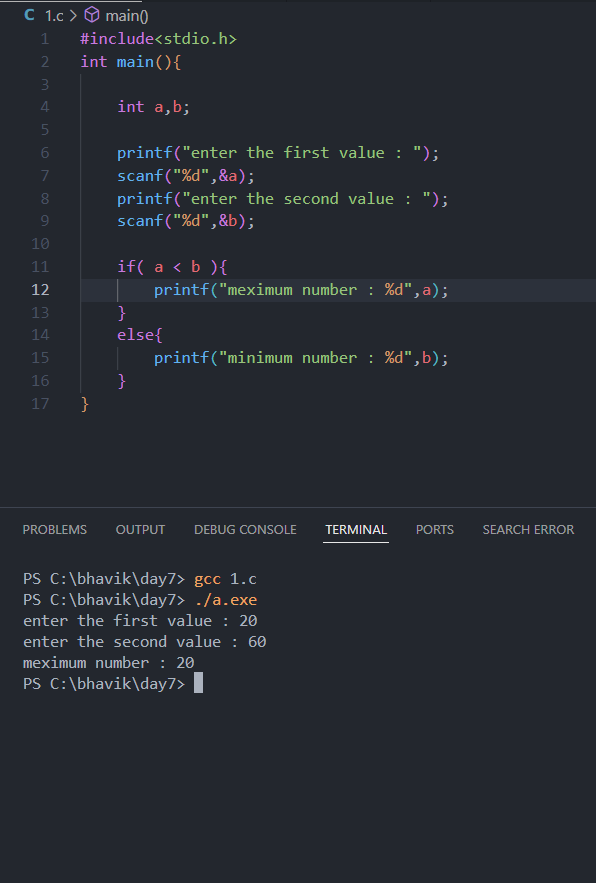 C 1.c > main()
1 #include<stdio.h>
2 int main(){
3
4 int a,b;
5
6 printf("enter the first value : ");
7 scanf("%d",&a);
8 printf("enter the second value : ");
9 scanf("%d",&b);
10
11 if( a < b ){
12 printf("meximum number : %d",a);
13 }
14 else{
15 printf("minimum number : %d",b);
16 }
17 }
PROBLEMS OUTPUT DEBUG CONSOLE TERMINAL PORTS SEARCH ERROR
PS C:\bhavik\day7> gcc 1.c
PS C:\bhavik\day7> ./a.exe
enter the first value : 20
enter the second value : 60
meximum number : 20
PS C:\bhavik\day7>